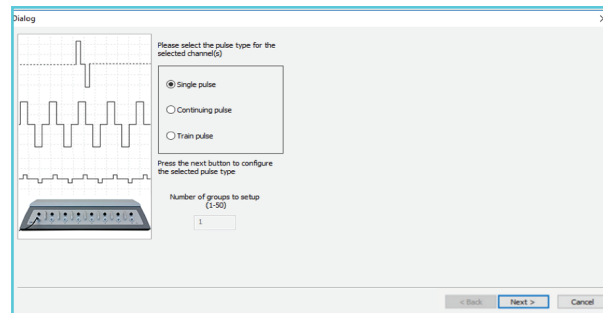 Dialog
Please select the pulse type for the
selected channel(s)
Single pulse
Continuing pulse
Train pulse
Press the next button to configure
the selected pulse type
Number of groups to setup
(1-50)
1
< Back
Next >
Cancel